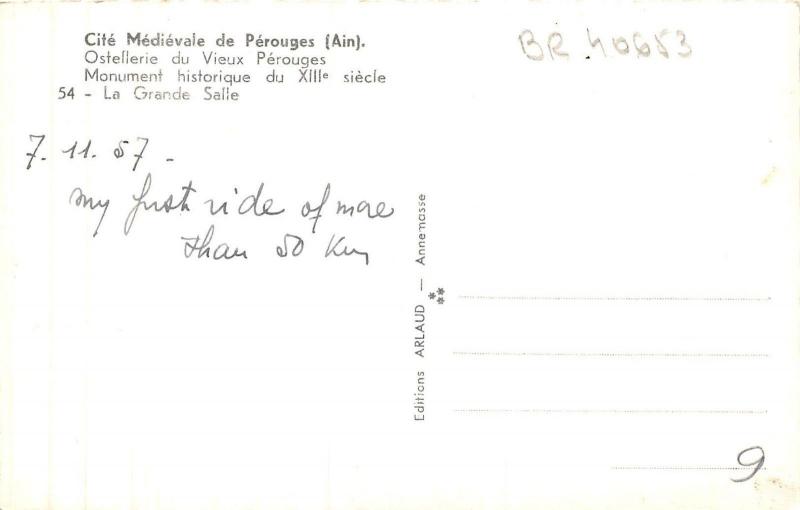 Cité Médiévale de Pérouges (Ain).
Ostellerie du Vieux Pérouges
Monument historique du XIIIe siècle
54 - La Grande Salle
BR 40653
7. 11. 57 -
my first ride of more
than 50 Km
Editions ARLAUD — Annemasse
9